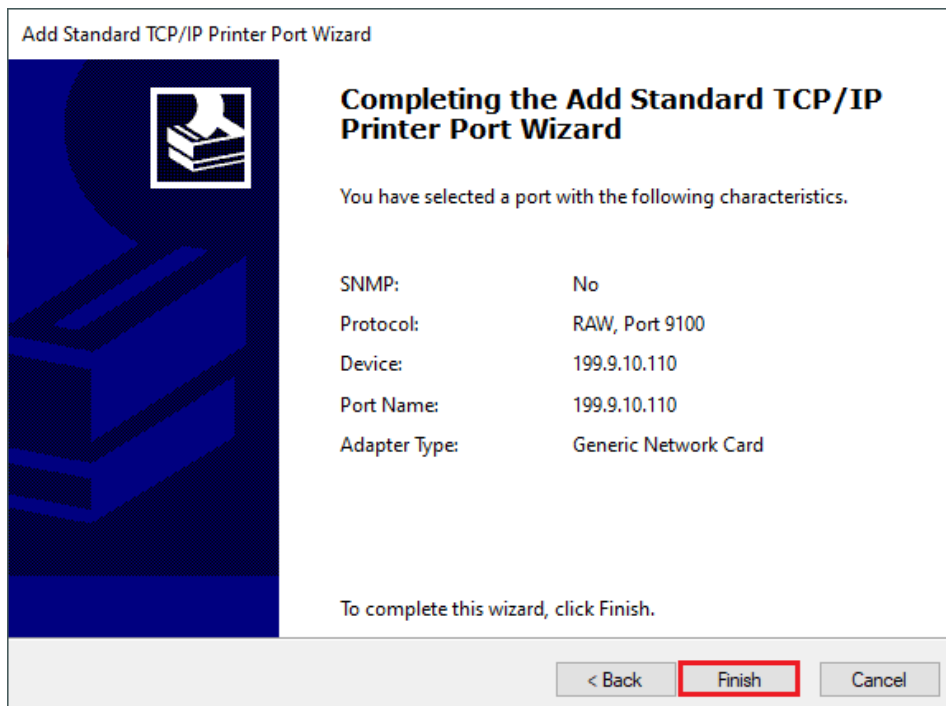 Add Standard TCP/IP Printer Port Wizard
Completing the Add Standard TCP/IP
Printer Port Wizard
You have selected a port with the following characteristics.
SNMP: No
Protocol: RAW, Port 9100
Device: 199.9.10.110
Port Name: 199.9.10.110
Adapter Type: Generic Network Card
To complete this wizard, click Finish.
< Back Finish Cancel